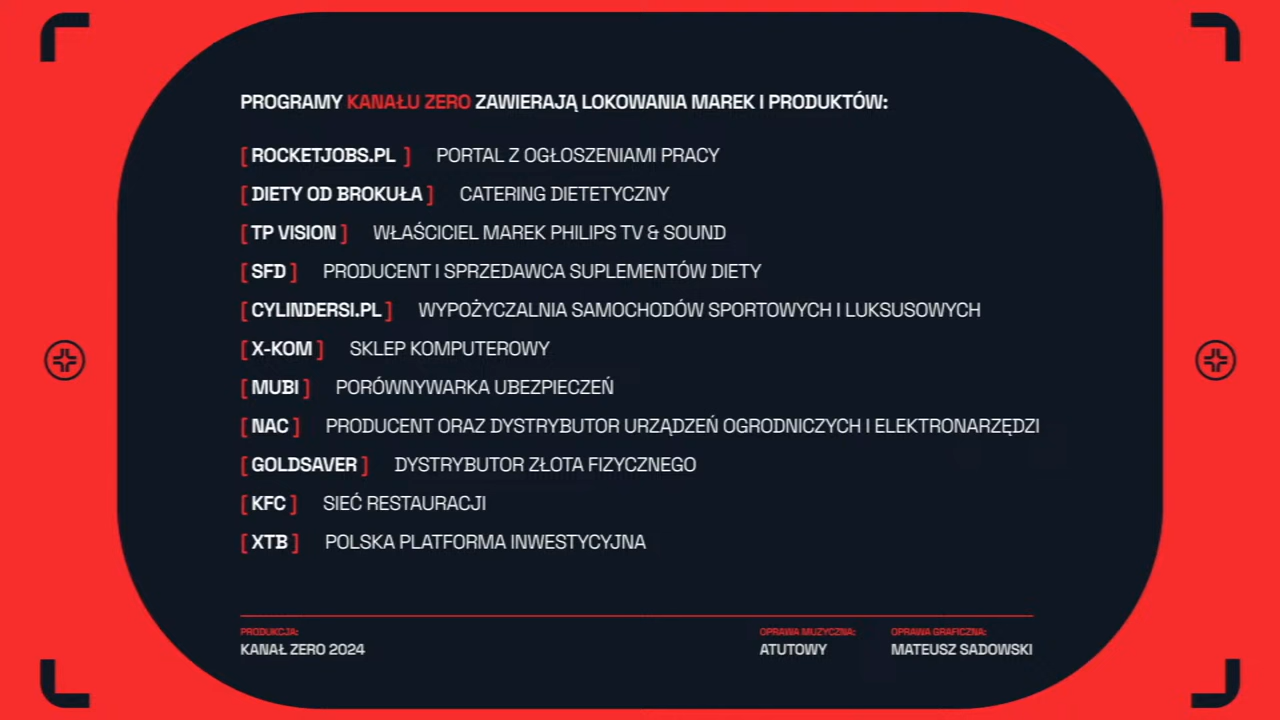 PROGRAMY KANAŁU ZERO ZAWIERAJĄ LOKOWANIA MAREK I PRODUKTÓW:
[ ROCKETJOBS.PL ] PORTAL Z OGŁOSZENIAMI PRACY
[ DIETY OD BROKUŁA ] CATERING DIETETYCZNY
[ TP VISION ] WŁAŚCICIEL MAREK PHILIPS TV & SOUND
[ SFD ] PRODUCENT I SPRZEDAWCA SUPLEMENTÓW DIETY
[ CYLINDERSI.PL ] WYPOŻYCZALNIA SAMOCHODÓW SPORTOWYCH I LUKSUSOWYCH
[ X-KOM ] SKLEP KOMPUTEROWY
[ MUBI ] PORÓWNYWARKA UBEZPIECZEŃ
[ NAC ] PRODUCENT ORAZ DYSTRYBUTOR URZĄDZEŃ OGRODNICZYCH I ELEKTRONARZĘDZI
[ GOLDSAVER ] DYSTRYBUTOR ZŁOTA FIZYCZNEGO
[ KFC ] SIEĆ RESTAURACJI
[ XTB ] POLSKA PLATFORMA INWESTYCYJNA
PRODUKCJA: OPRAWA MUZYCZNA: OPRAWA GRAFICZNA:
KANAŁ ZERO 2024 ATUTOWY MATEUSZ SADOWSKI